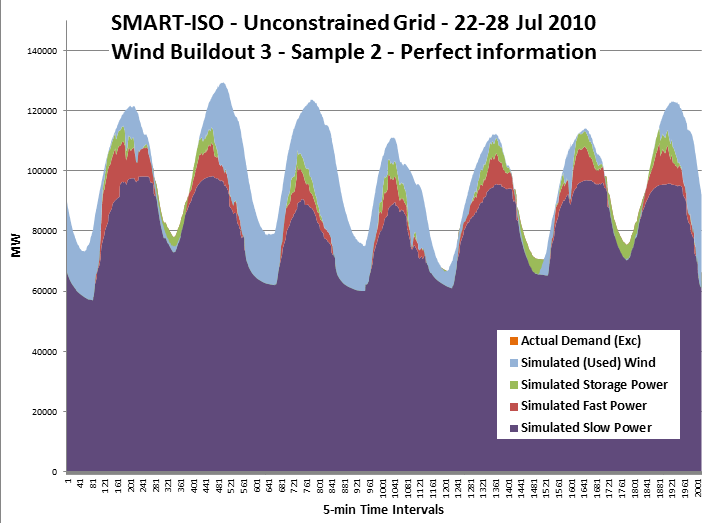 SMART-ISO - Unconstrained Grid - 22-28 Jul 2010
Wind Buildout 3 - Sample 2 - Perfect information
140000
120000
100000
80000
60000
40000
20000
0
MW
Actual Demand (Exc)
Simulated (Used) Wind
Simulated Storage Power
Simulated Fast Power
Simulated Slow Power
1 41 81 121 161 201 241 281 321 361 401 441 481 521 561 601 641 681 721 761 801 841 881 921 961 1001 1041 1081 1121 1161 1201 1241 1281 1321 1361 1401 1441 1481 1521 1561 1601 1641 1681 1721 1761 1801 1841 1881 1921 1961 2001
5-min Time Intervals